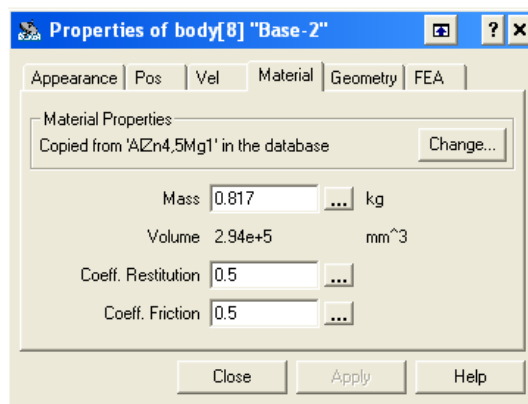 Properties of body[8] "Base-2"
Appearance Pos Vel Material Geometry FEA
Material Properties
Copied from 'AlZn4,5Mg1' in the database Change...
Mass 0.817 ... kg
Volume 2.94e+5 mm^3
Coeff. Restitution 0.5 ...
Coeff. Friction 0.5 ...
Close Apply Help